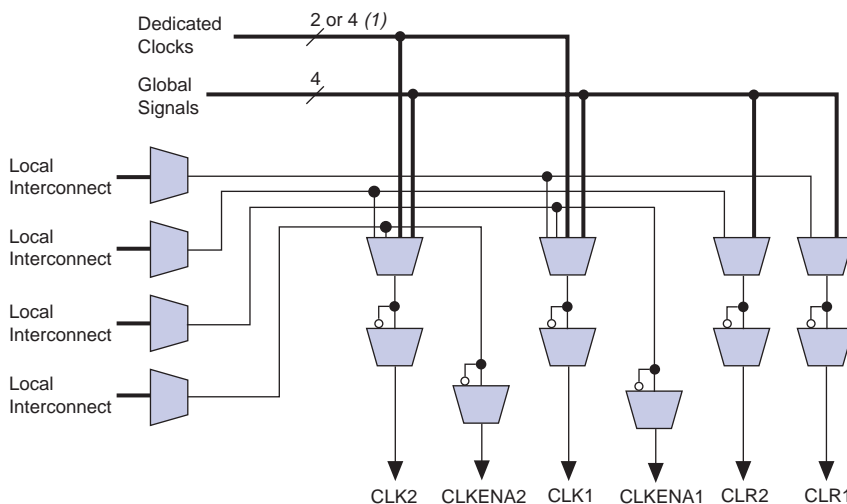 Dedicated
Clocks
2 or 4 (1)
Global
Signals
4
Local
Interconnect
Local
Interconnect
Local
Interconnect
Local
Interconnect
CLK2 CLKENA2 CLK1 CLKENA1 CLR2 CLR1